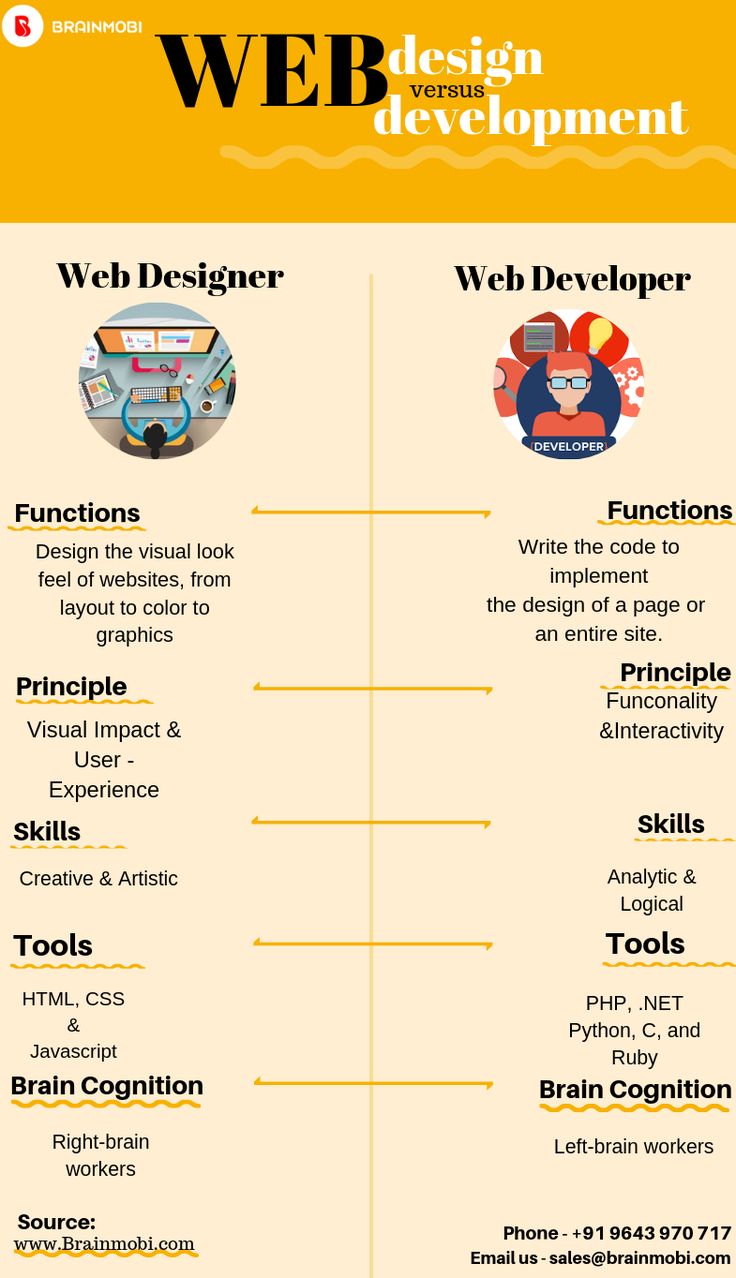 BRAINMOBI
WEB design
versus
development
Web Designer
Web Developer
DEVELOPER
Functions
Design the visual look
feel of websites, from
layout to color to
graphics
Functions
Write the code to
implement
the design of a page or
an entire site.
Principle
Visual Impact &
User -
Experience
Principle
Funconality
&Interactivity
Skills
Creative & Artistic
Skills
Analytic &
Logical
Tools
HTML, CSS
&
Javascript
Tools
PHP, .NET
Python, C, and
Ruby
Brain Cognition
Right-brain
workers
Brain Cognition
Left-brain workers
Source:
www.Brainmobi.com
Phone - +91 9643 970 717
Email us - sales@brainmobi.com